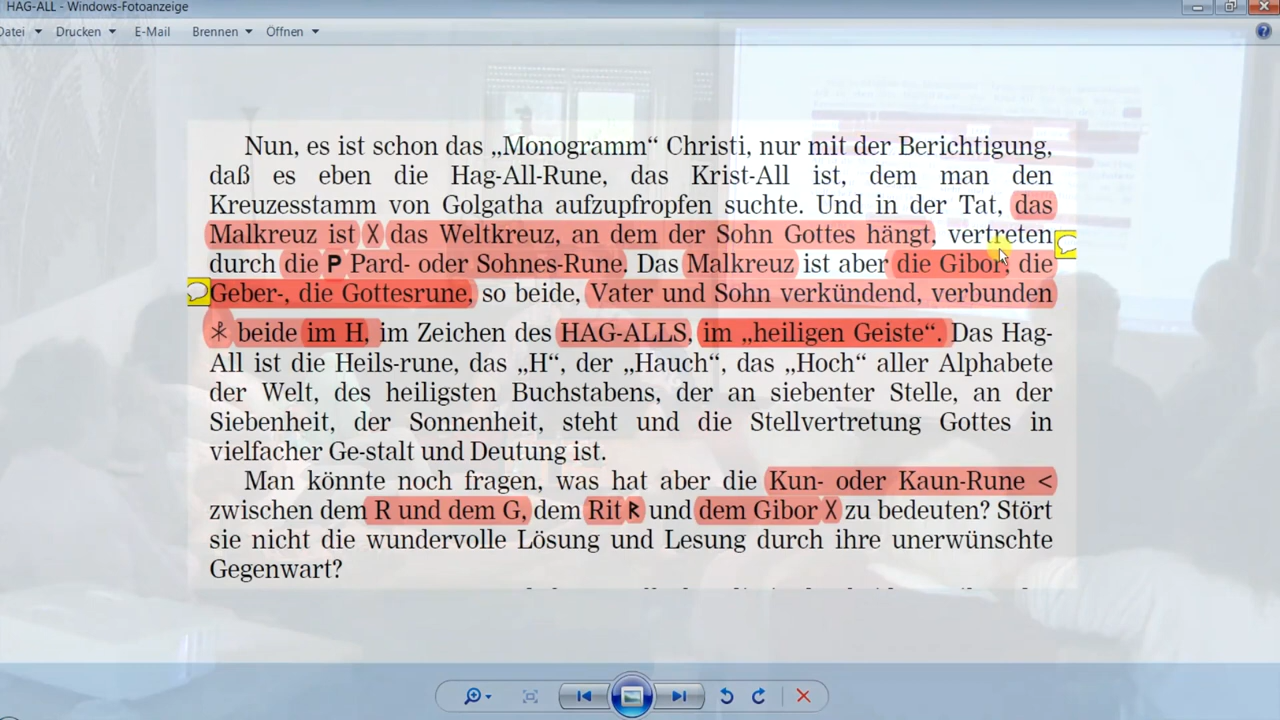 HAG-ALL - Windows-Fotoanzeige
Datei Drucken E-Mail Brennen Öffnen
Nun, es ist schon das „Monogramm“ Christi, nur mit der Berichtigung,
daß es eben die Hag-All-Rune, das Krist-All ist, dem man den
Kreuzesstamm von Golgatha aufzupfropfen suchte. Und in der Tat, das
Malkreuz ist X das Weltkreuz, an dem der Sohn Gottes hängt, vertreten
durch die P Pard- oder Sohnes-Rune. Das Malkreuz ist aber die Gibor, die
Geber-, die Gottesrune, so beide, Vater und Sohn verkündend, verbunden
beide im H, im Zeichen des HAG-ALLS, im „heiligen Geiste“. Das Hag-
All ist die Heils-rune, das „H“, der „Hauch“, das „Hoch“ aller Alphabete
der Welt, des heiligsten Buchstabens, der an siebenter Stelle, an der
Siebenheit, der Sonnenheit, steht und die Stellvertretung Gottes in
vielfacher Ge-stalt und Deutung ist.
Man könnte noch fragen, was hat aber die Kun- oder Kaun-Rune <
zwischen dem R und dem G, dem Rit ᚱ und dem Gibor X zu bedeuten? Stört
sie nicht die wundervolle Lösung und Lesung durch ihre unerwünschte
Gegenwart?